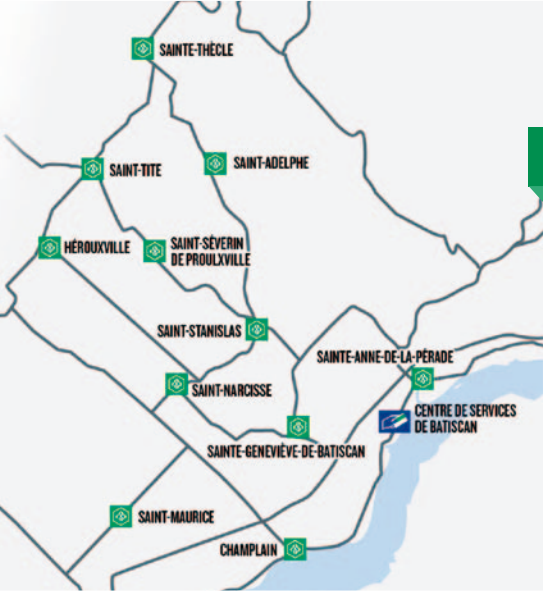 SAINTE-THÈCLE
SAINT-TITE
SAINT-ADELPHE
HÉROUXVILLE
SAINT-SÉVERIN
DE PROULXVILLE
SAINT-STANISLAS
SAINTE-ANNE-DE-LA-PÉRADE
SAINT-NARCISSE
CENTRE DE SERVICES
DE BATISCAN
SAINTE-GENEVIÈVE-DE-BATISCAN
SAINT-MAURICE
CHAMPLAIN